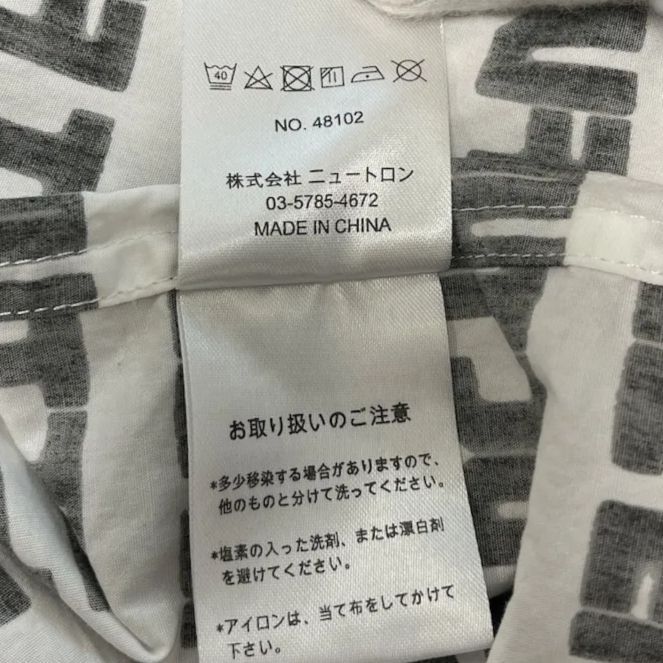 40
NO. 48102
株式会社 ニュートロン
03-5785-4672
MADE IN CHINA
お取り扱いのご注意
*多少移染する場合がありますので、
他のものと分けて洗ってください。
*塩素の入った洗剤、または漂白剤
を避けてください。
*アイロンは、当て布をしてかけて
下さい。